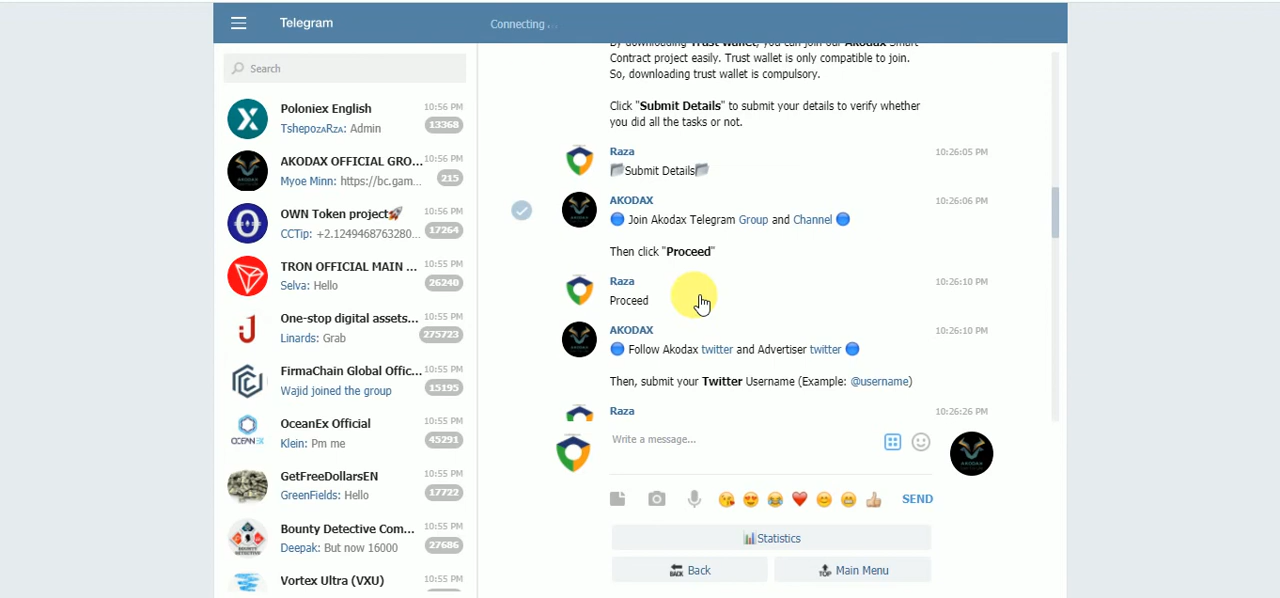 Telegram
Connecting
Search
Poloniex English 10:56 PM
TshepozARza: Admin 13368
AKODAX OFFICIAL GRO... 10:56 PM
Myoe Minn: https://bc.gam... 215
OWN Token project🚀 10:56 PM
CCTip: +2.1249468763280... 17264
TRON OFFICIAL MAIN ... 10:55 PM
Selva: Hello 26240
One-stop digital assets... 10:55 PM
Linards: Grab 275723
FirmaChain Global Offic... 10:55 PM
Wajid joined the group 15195
OceanEx Official 10:55 PM
Klein: Pm me 45291
OCEANEX
GetFreeDollarsEN 10:55 PM
GreenFields: Hello 17722
Bounty Detective Com... 10:55 PM
Deepak: But now 16000 27686
Vortex Ultra (VXU) 10:55 PM
By downloading Trust Wallet, you can join our Akodax Smart
Contract project easily. Trust wallet is only compatible to join.
So, downloading trust wallet is compulsory.
Click "Submit Details" to submit your details to verify whether
you did all the tasks or not.
Raza 10:26:05 PM
📂Submit Details📂
AKODAX 10:26:06 PM
🔵 Join Akodax Telegram Group and Channel 🔵
Then click "Proceed"
Raza 10:26:10 PM
Proceed
AKODAX 10:26:10 PM
🔵 Follow Akodax twitter and Advertiser twitter 🔵
Then, submit your Twitter Username (Example: @username)
Raza 10:26:26 PM
Write a message...
SEND
📊Statistics
🔙 Back
🔝 Main Menu